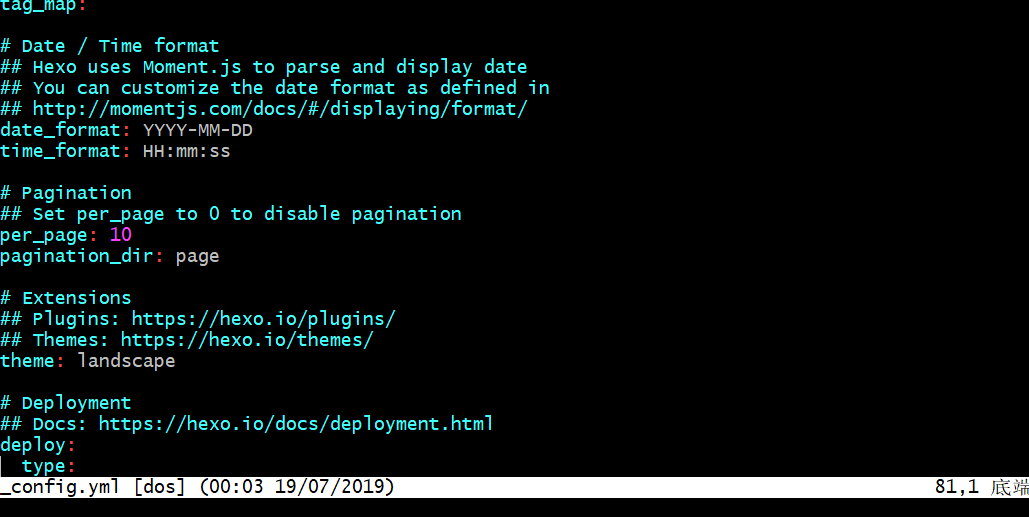 tag_map:
# Date / Time format
## Hexo uses Moment.js to parse and display date
## You can customize the date format as defined in
## http://momentjs.com/docs/#/displaying/format/
date_format: YYYY-MM-DD
time_format: HH:mm:ss
# Pagination
## Set per_page to 0 to disable pagination
per_page: 10
pagination_dir: page
# Extensions
## Plugins: https://hexo.io/plugins/
## Themes: https://hexo.io/themes/
theme: landscape
# Deployment
## Docs: https://hexo.io/docs/deployment.html
deploy:
  type:
_config.yml [dos] (00:03 19/07/2019) 81,1 底端